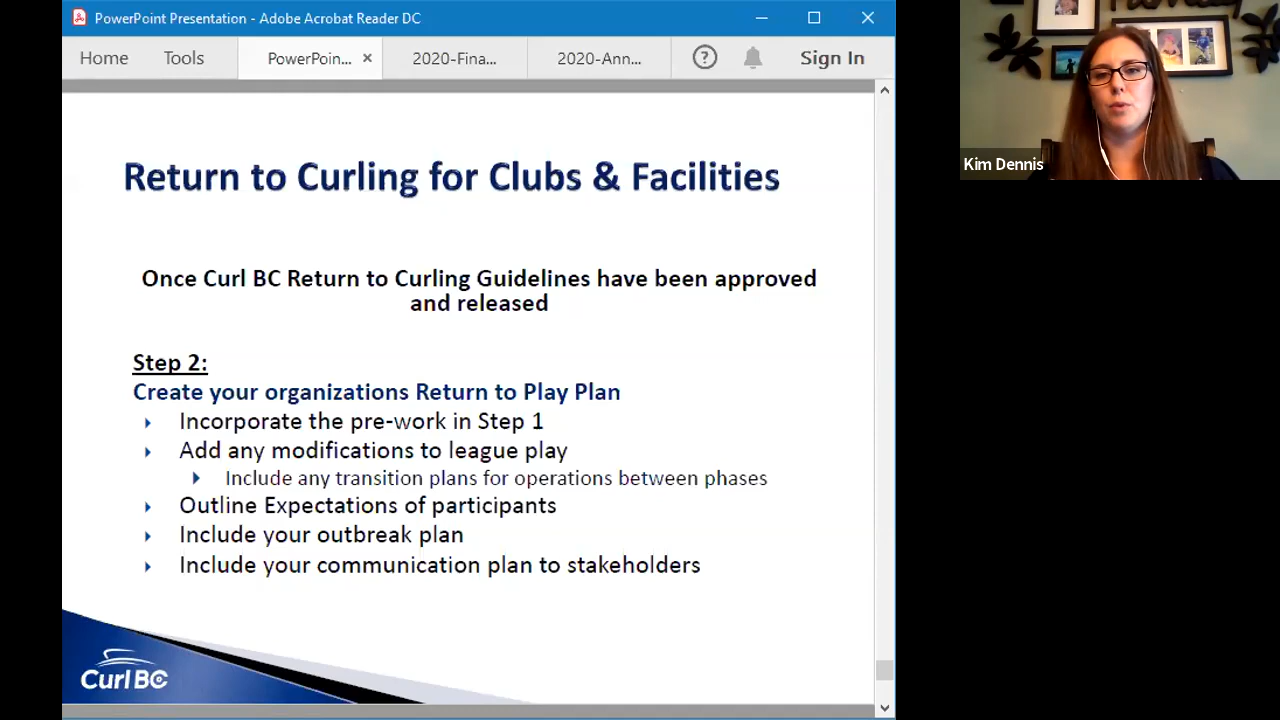 PowerPoint Presentation - Adobe Acrobat Reader DC
Home Tools PowerPoin... × 2020-Fina... 2020-Ann... ? Sign In
Return to Curling for Clubs & Facilities
Once Curl BC Return to Curling Guidelines have been approved
and released
Step 2:
Create your organizations Return to Play Plan
Incorporate the pre-work in Step 1
Add any modifications to league play
Include any transition plans for operations between phases
Outline Expectations of participants
Include your outbreak plan
Include your communication plan to stakeholders
Curl BC
Kim Dennis